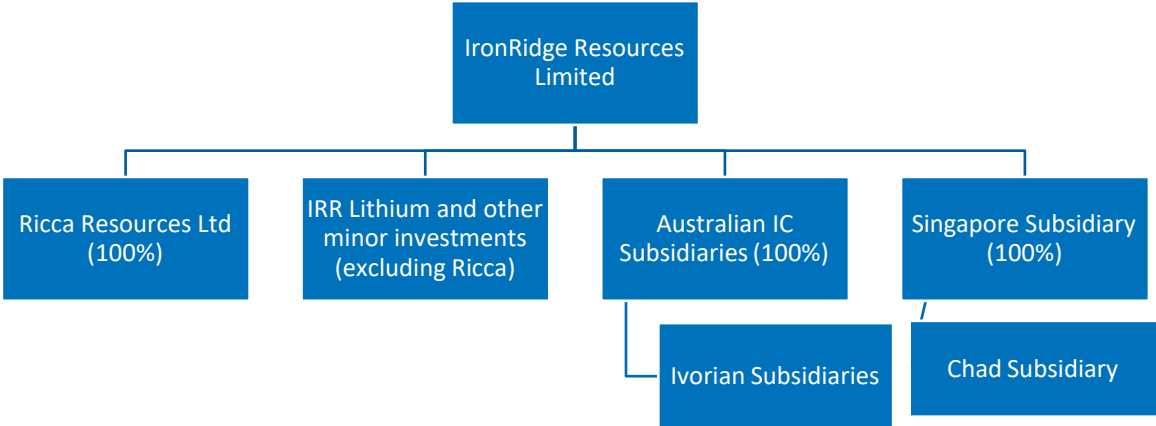 IronRidge Resources
Limited
Ricca Resources Ltd
(100%)
IRR Lithium and other
minor investments
(excluding Ricca)
Australian IC
Subsidiaries (100%)
Singapore Subsidiary
(100%)
Ivorian Subsidiaries
Chad Subsidiary